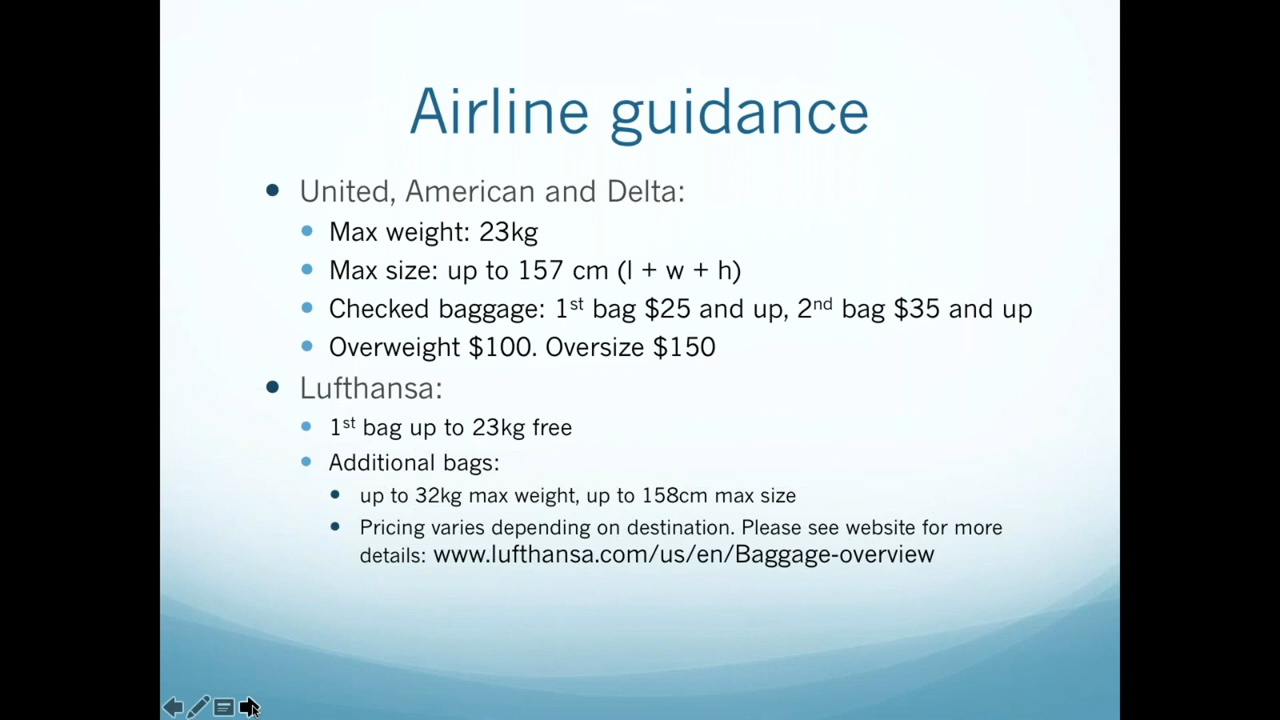 Airline guidance
United, American and Delta:
Max weight: 23kg
Max size: up to 157 cm (l + w + h)
Checked baggage: 1st bag $25 and up, 2nd bag $35 and up
Overweight $100. Oversize $150
Lufthansa:
1st bag up to 23kg free
Additional bags:
up to 32kg max weight, up to 158cm max size
Pricing varies depending on destination. Please see website for more
details: www.lufthansa.com/us/en/Baggage-overview